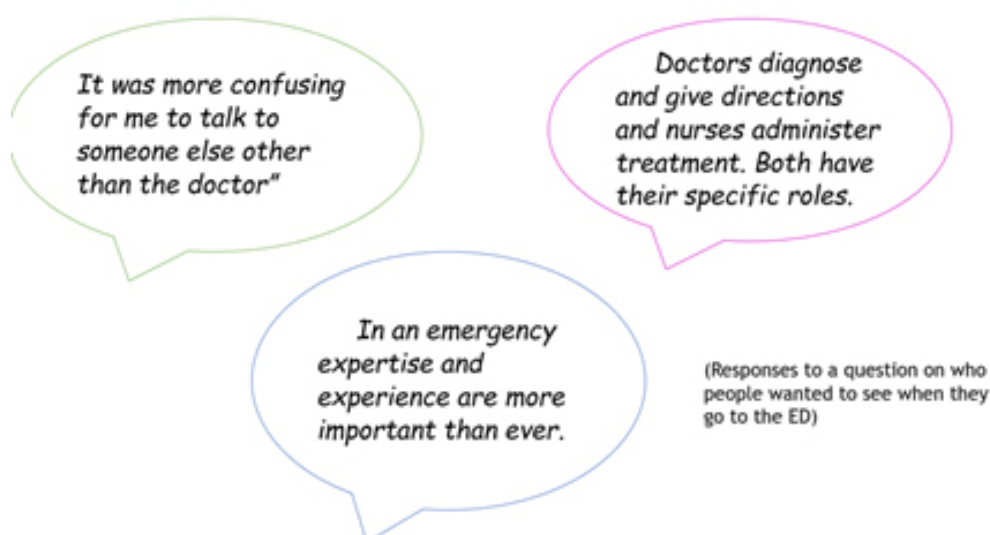 It was more confusing
for me to talk to
someone else other
than the doctor"
Doctors diagnose
and give directions
and nurses administer
treatment. Both have
their specific roles.
In an emergency
expertise and
experience are more
important than ever.
(Responses to a question on who
people wanted to see when they
go to the ED)